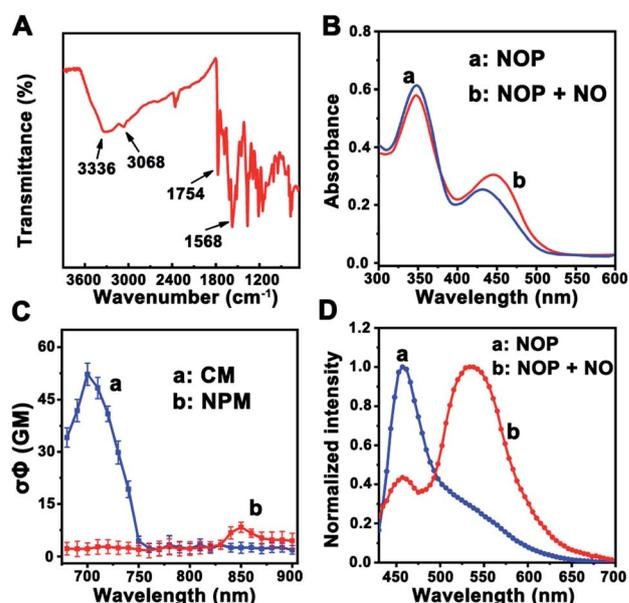 A
Transmittance (%)
3336
3068
1754
1568
3600 3000 2400 1800 1200
Wavenumber (cm-1)
B
Absorbance
0.8
0.6
0.4
0.2
0.0
a: NOP
b: NOP + NO
a
b
300 350 400 450 500 550 600
Wavelength (nm)
C
σΦ (GM)
60
45
30
15
0
a: CM
b: NPM
a
b
700 750 800 850 900
Wavelength (nm)
D
Normalized intensity
1.2
1.0
0.8
0.6
0.4
0.2
0.0
a: NOP
b: NOP + NO
a
b
450 500 550 600 650 700
Wavelength (nm)